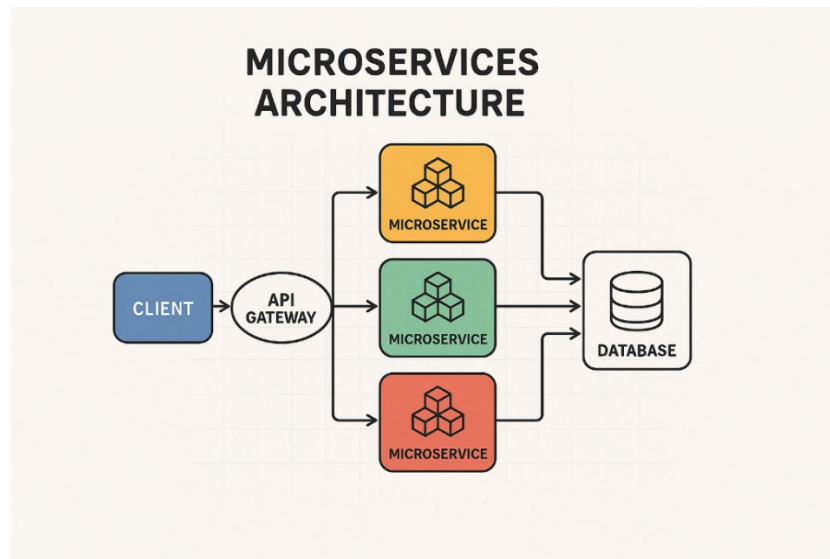 MICROSERVICES
ARCHITECTURE
CLIENT
API
GATEWAY
MICROSERVICE
MICROSERVICE
MICROSERVICE
DATABASE